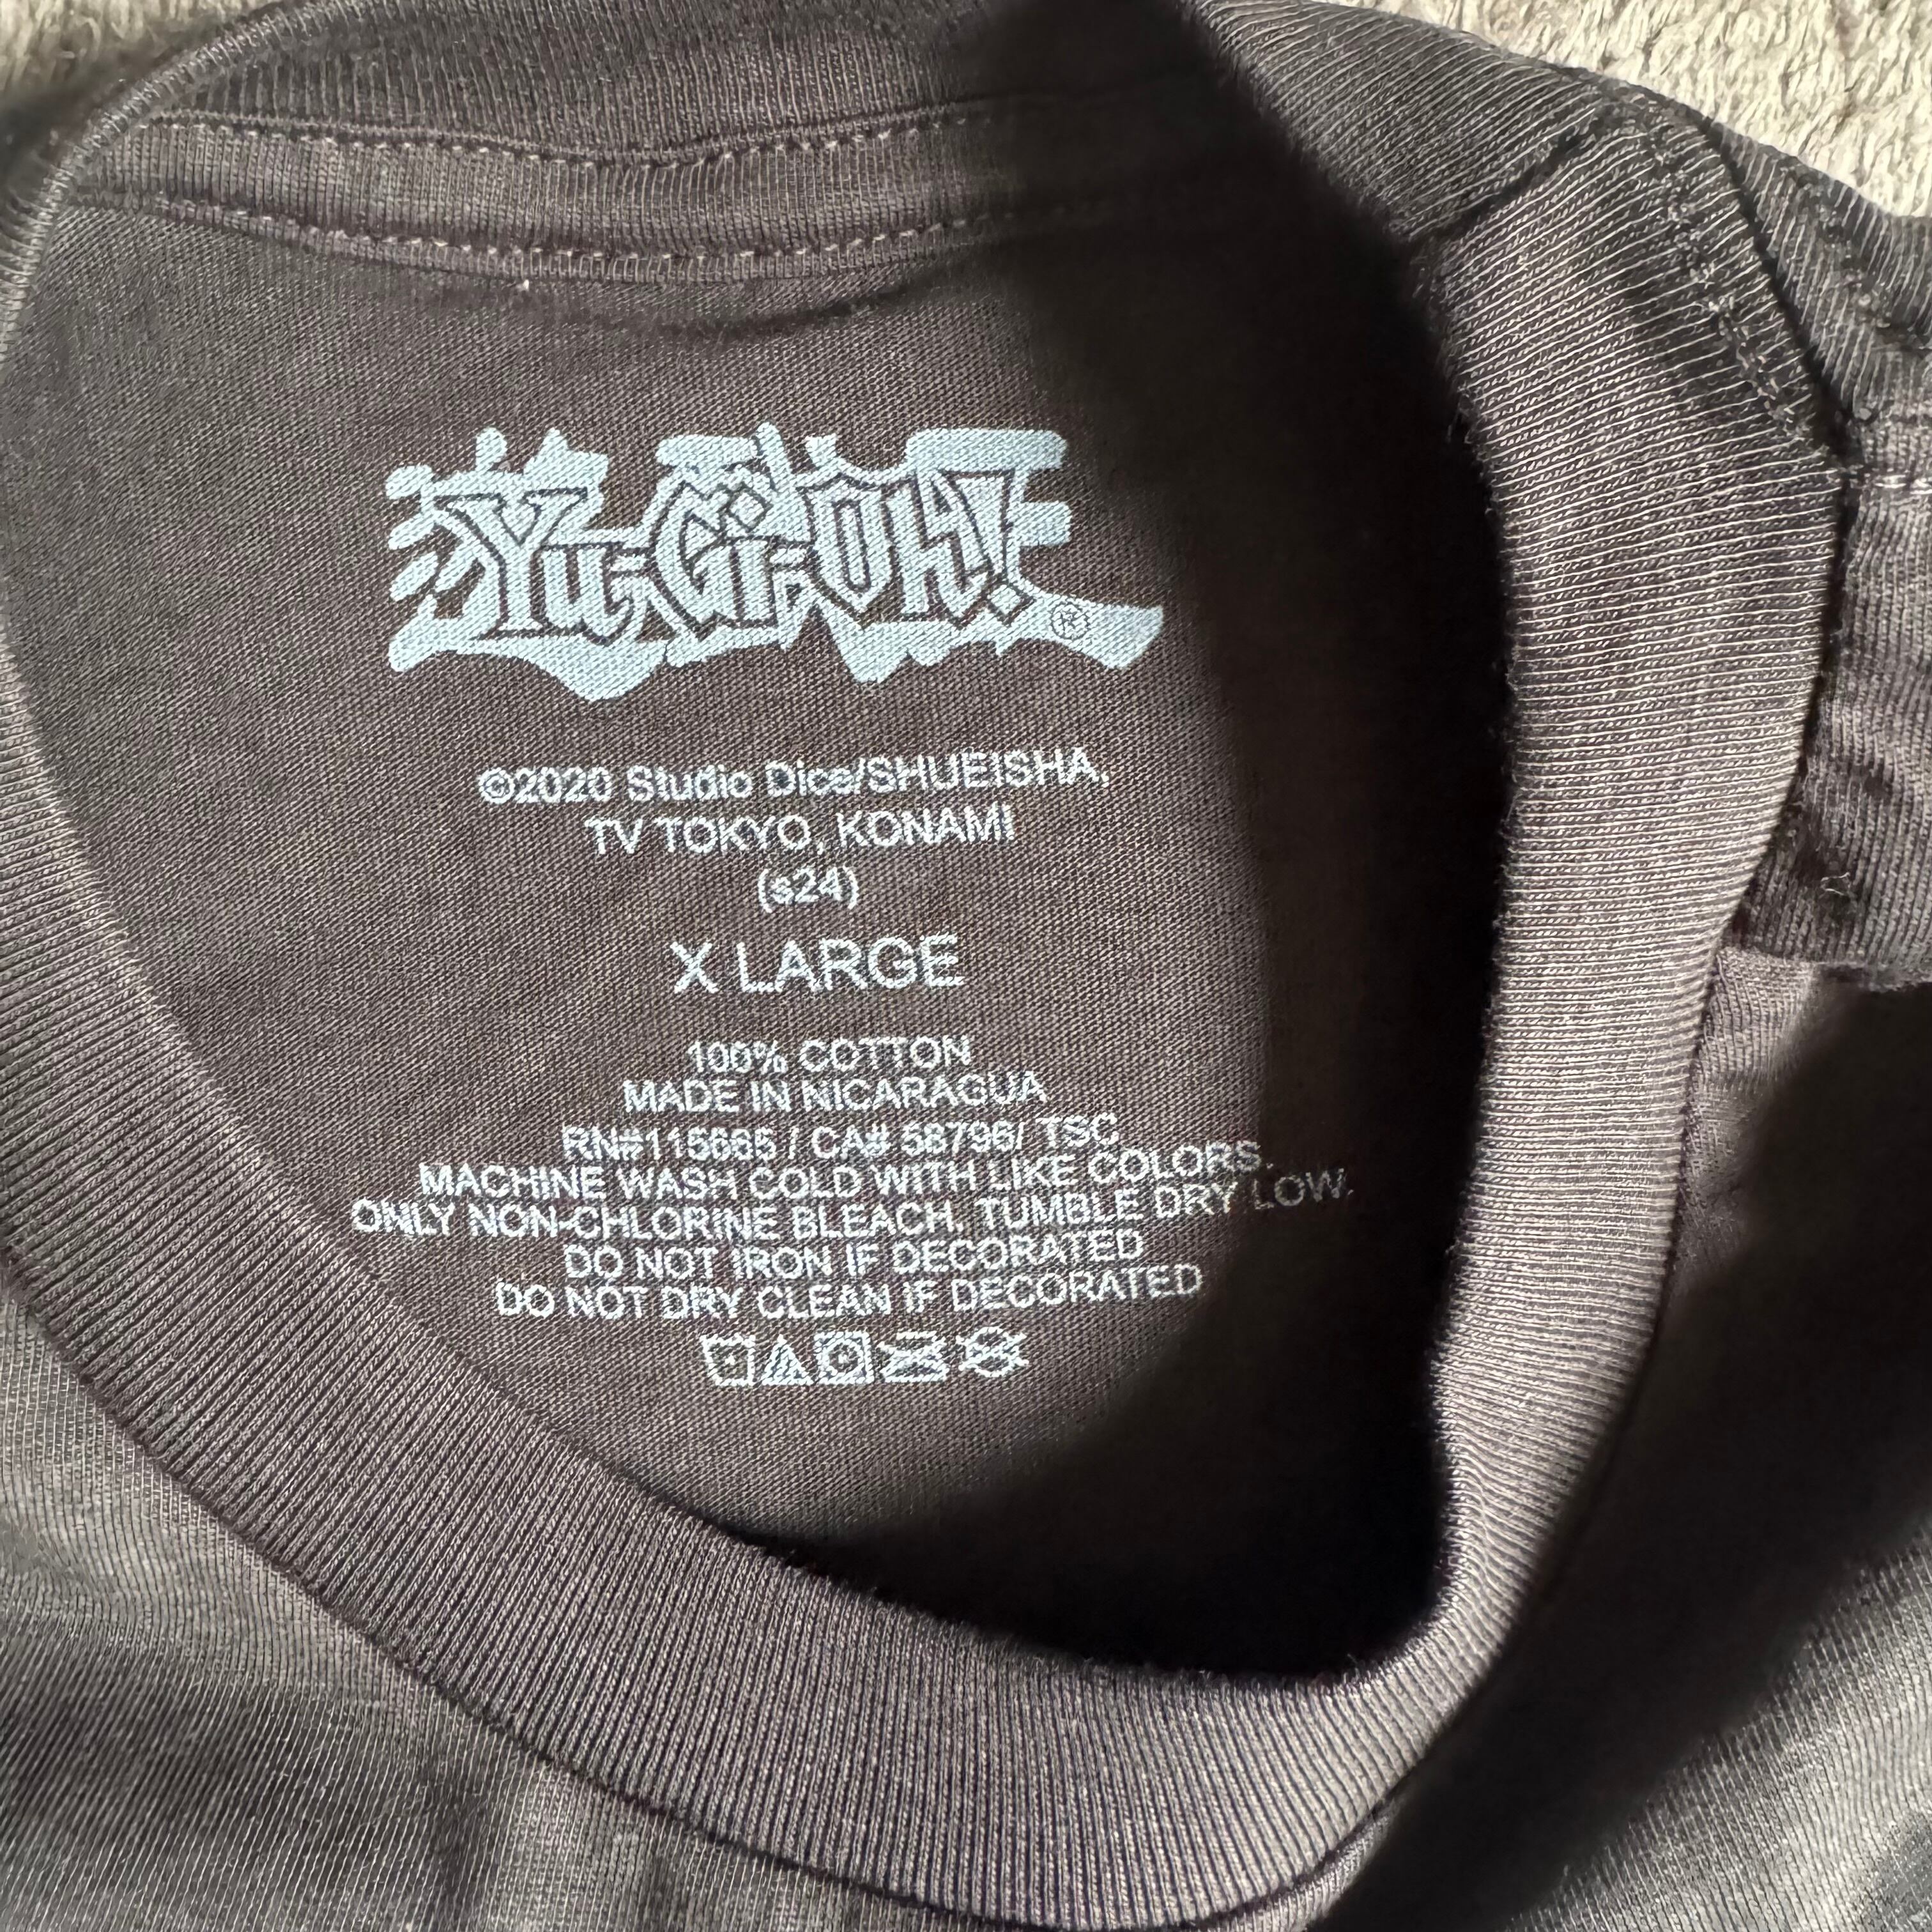 Yu-Gi-Oh! ®
©2020 Studio Dice/SHUEISHA,
TV TOKYO, KONAMI
(s24)
X LARGE
100% COTTON
MADE IN NICARAGUA
RN#115665 / CA# 56796/ TSC
MACHINE WASH COLD WITH LIKE COLORS.
ONLY NON-CHLORINE BLEACH. TUMBLE DRY LOW.
DO NOT IRON IF DECORATED
DO NOT DRY CLEAN IF DECORATED